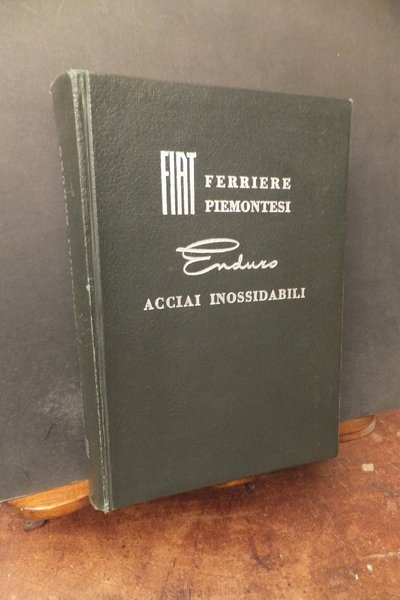 FIAT FERRIERE
PIEMONTESI
Enduro
ACCIAI INOSSIDABILI